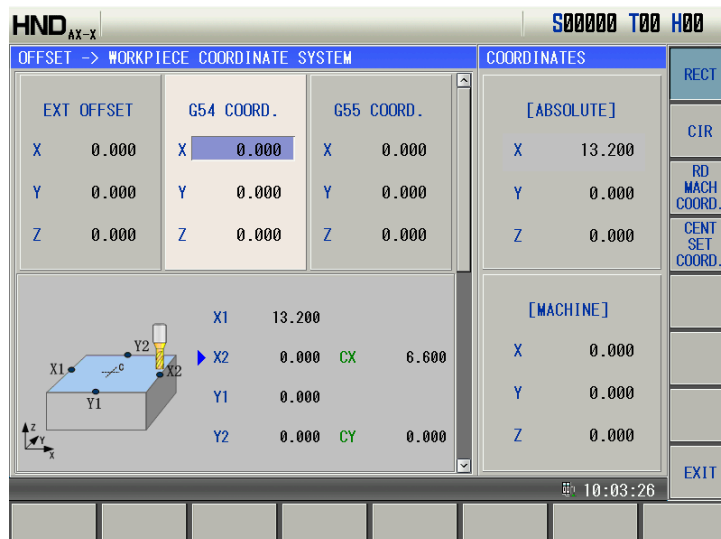 HND AX-X S00000 T00 H00
OFFSET -> WORKPIECE COORDINATE SYSTEM COORDINATES
EXT OFFSET G54 COORD. G55 COORD. [ABSOLUTE]
X 0.000 X 0.000 X 0.000 X 13.200
Y 0.000 Y 0.000 Y 0.000 Y 0.000
Z 0.000 Z 0.000 Z 0.000 Z 0.000
X1 13.200
X2 0.000 CX 6.600
Y1 0.000
Y2 0.000 CY 0.000
X1
Y2
C
X2
Y1
Z
Y
X
[MACHINE]
X 0.000
Y 0.000
Z 0.000
10:03:26
RECT
CIR
RD
MACH
COORD.
CENT
SET
COORD.
EXIT